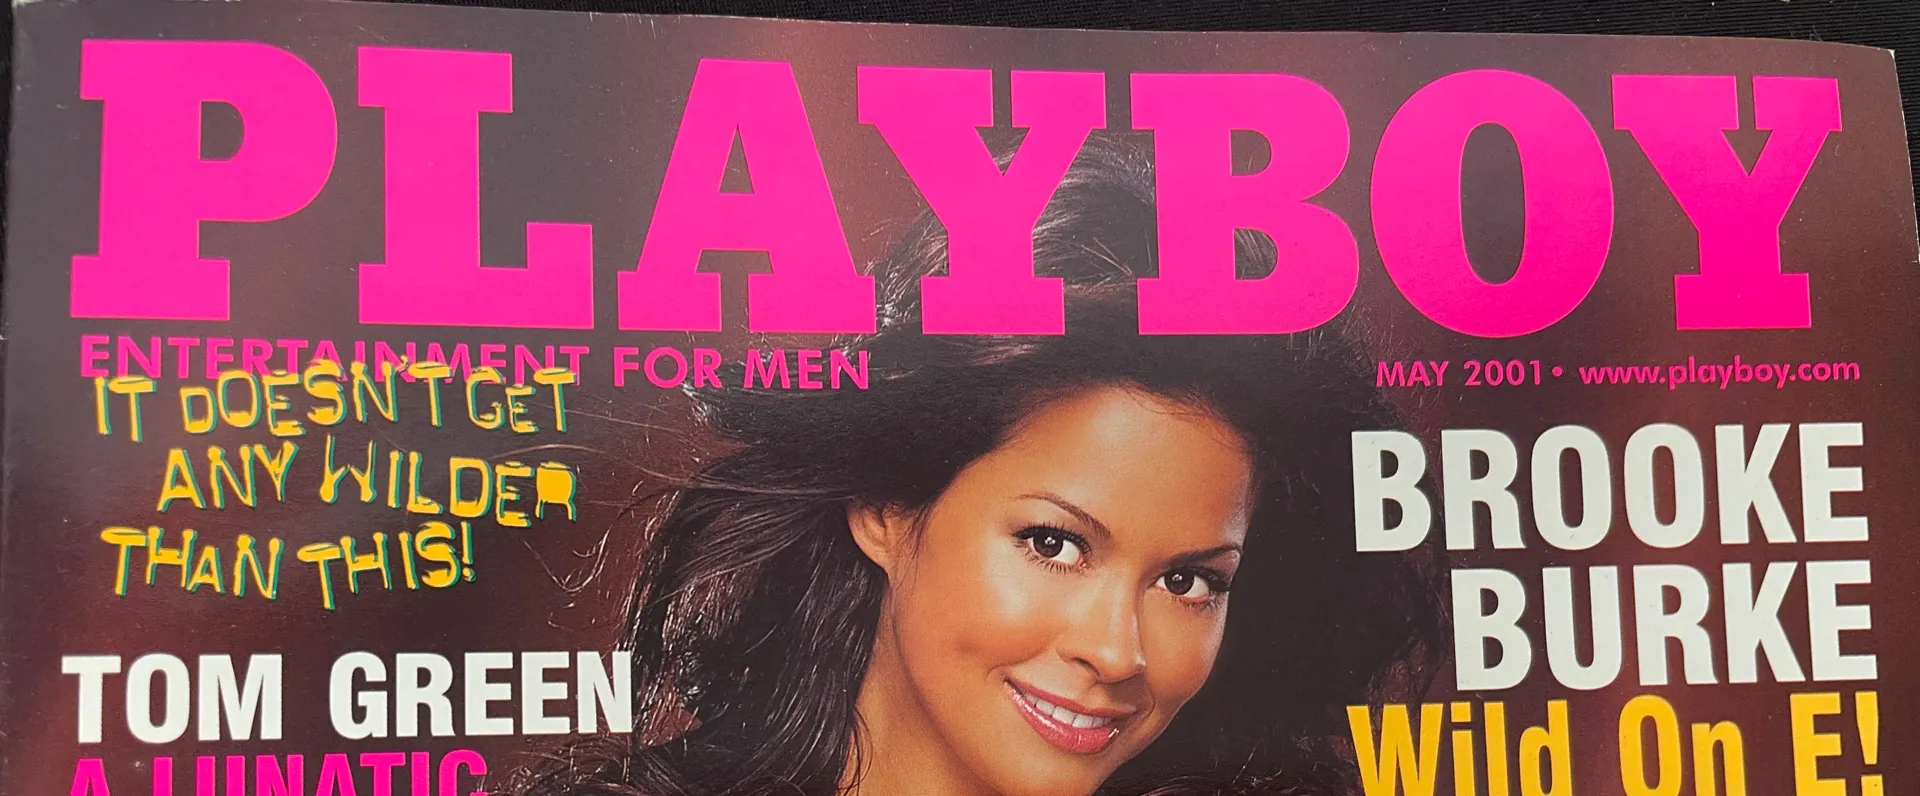 PLAYBOY
ENTERTAINMENT FOR MEN
MAY 2001 • www.playboy.com
IT DOESN'T GET
ANY WILDER
THAN THIS!
TOM GREEN
A LUNATIC
BROOKE
BURKE
Wild On E!